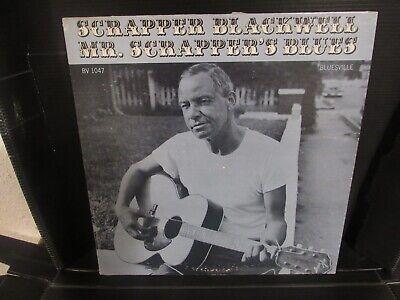 SCRAPPER BLACKWELL
MR. SCRAPPER'S BLUES
BV 1047
BLUESVILLE